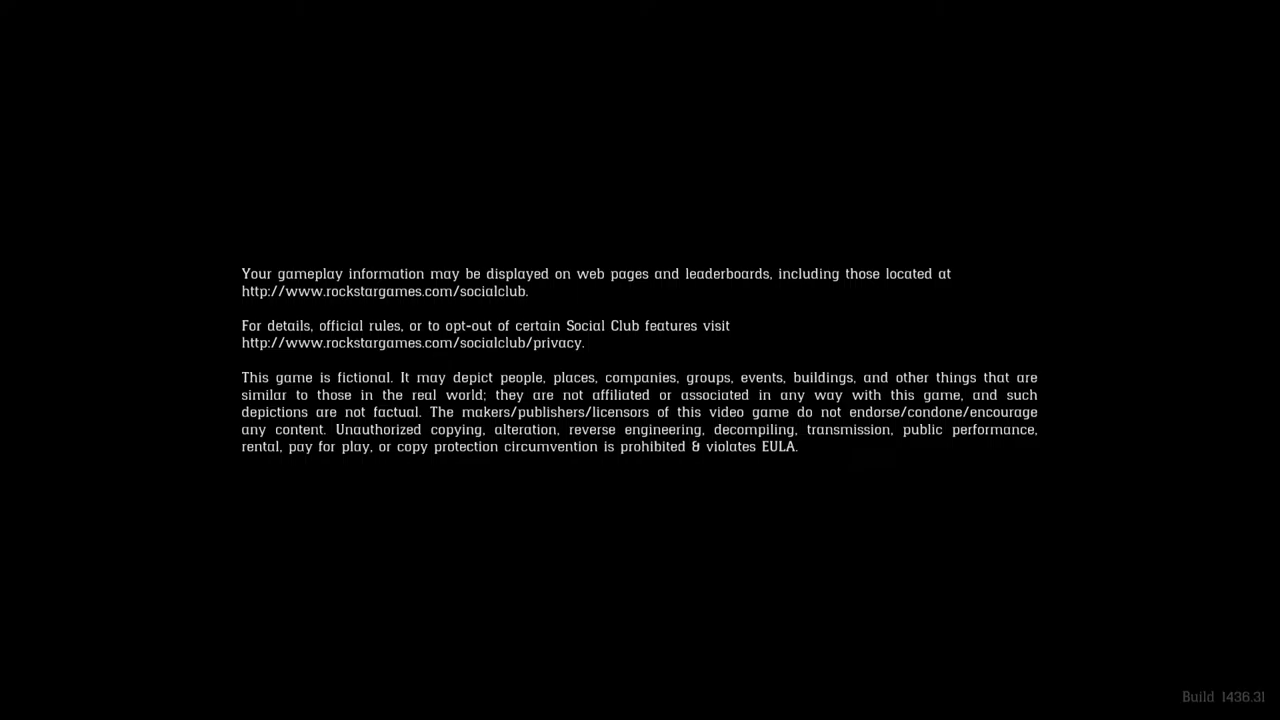 Your gameplay information may be displayed on web pages and leaderboards, including those located at
http://www.rockstargames.com/socialclub.
For details, official rules, or to opt-out of certain Social Club features visit
http://www.rockstargames.com/socialclub/privacy.
This game is fictional. It may depict people, places, companies, groups, events, buildings, and other things that are
similar to those in the real world; they are not affiliated or associated in any way with this game, and such
depictions are not factual. The makers/publishers/licensors of this video game do not endorse/condone/encourage
any content. Unauthorized copying, alteration, reverse engineering, decompiling, transmission, public performance,
rental, pay for play, or copy protection circumvention is prohibited & violates EULA.
Build 1436.31